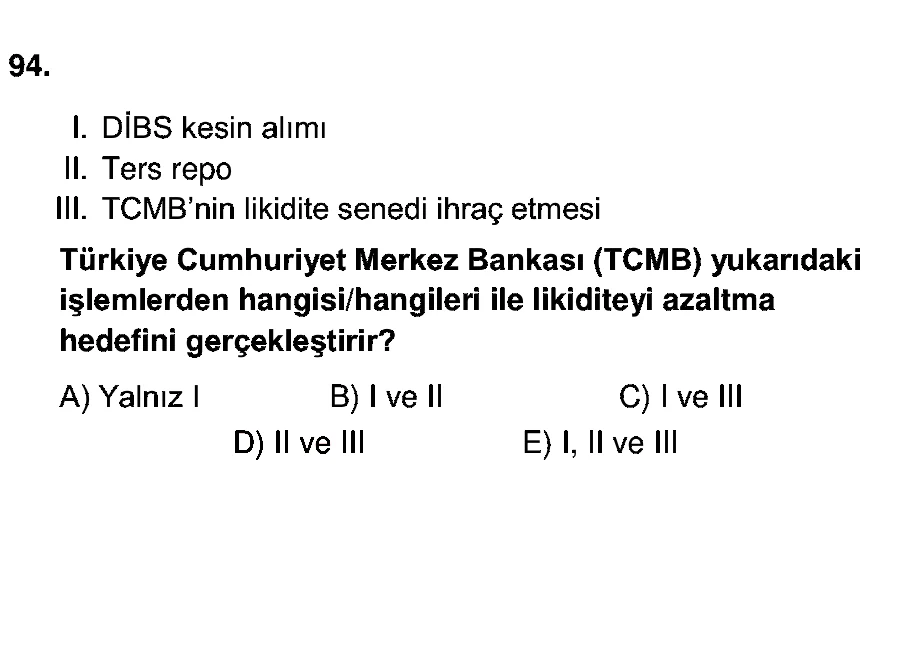 94.
I. DİBS kesin alımı
II. Ters repo
III. TCMB’nin likidite senedi ihraç etmesi
Türkiye Cumhuriyet Merkez Bankası (TCMB) yukarıdaki
işlemlerden hangisi/hangileri ile likiditeyi azaltma
hedefini gerçekleştirir?
A) Yalnız I B) I ve II C) I ve III
D) II ve III E) I, II ve III